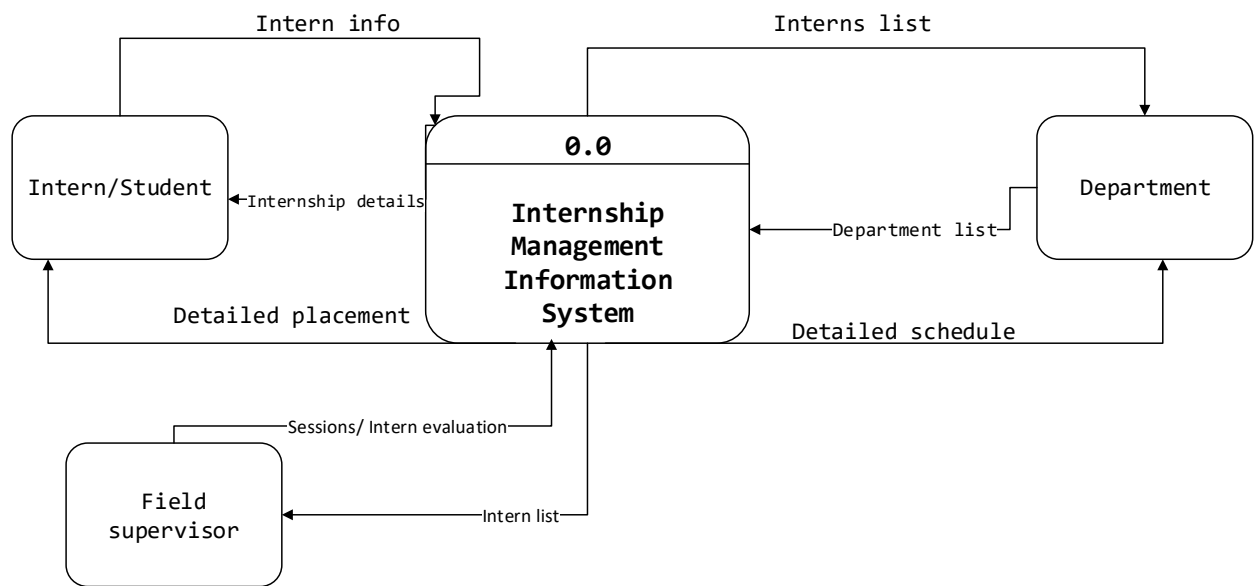 Intern info
Interns list
0.0
Intern/Student
Internship details
Internship
Management
Information
System
Department
Department list
Detailed placement
Detailed schedule
Sessions/ Intern evaluation
Field
supervisor
Intern list